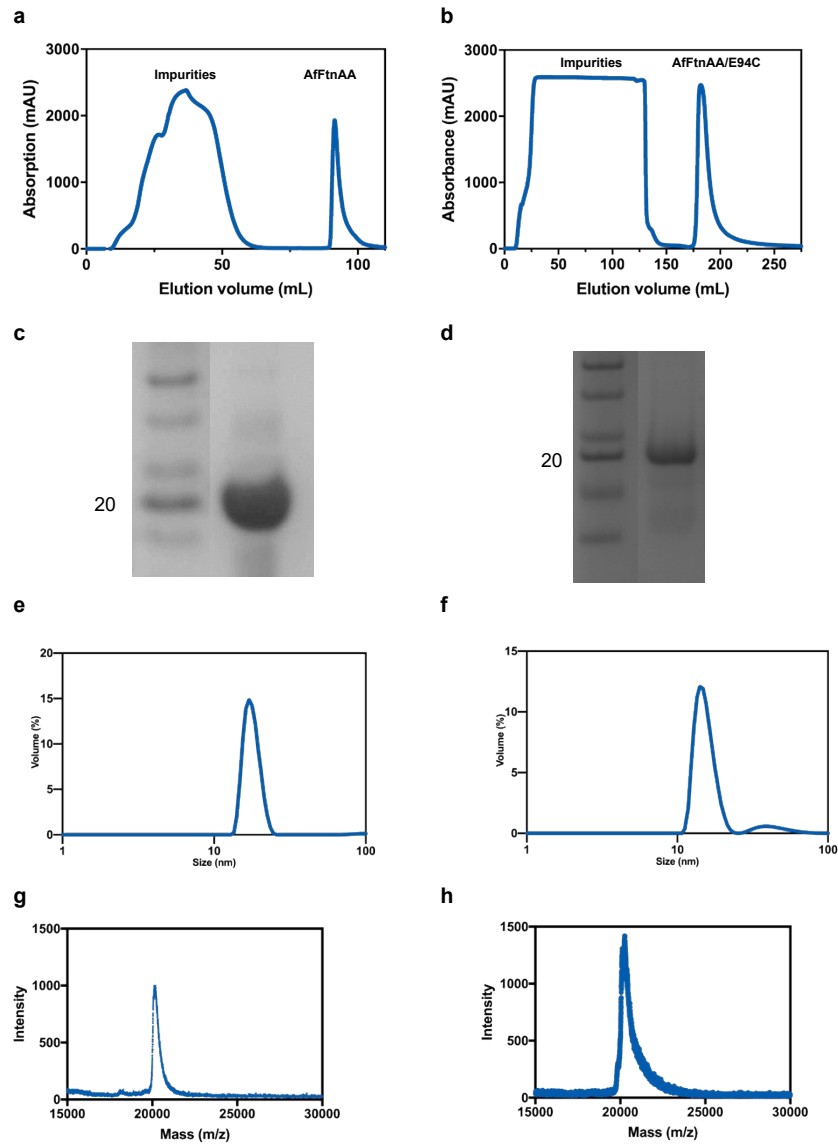 a
3000
2000
1000
0
Absorption (mAU)
Impurities
AfFtnAA
0 50 100
Elution volume (mL)
b
3000
2000
1000
0
Absorbance (mAU)
Impurities
AfFtnAA/E94C
0 50 100 150 200 250
Elution volume (mL)
c
20
d
20
e
20
15
10
5
0
Volume (%)
1 10 100
Size (nm)
f
15
10
5
0
Volume (%)
1 10 100
Size (nm)
g
1500
1000
500
0
Intensity
15000 20000 25000 30000
Mass (m/z)
h
1500
1000
500
0
Intensity
15000 20000 25000 30000
Mass (m/z)